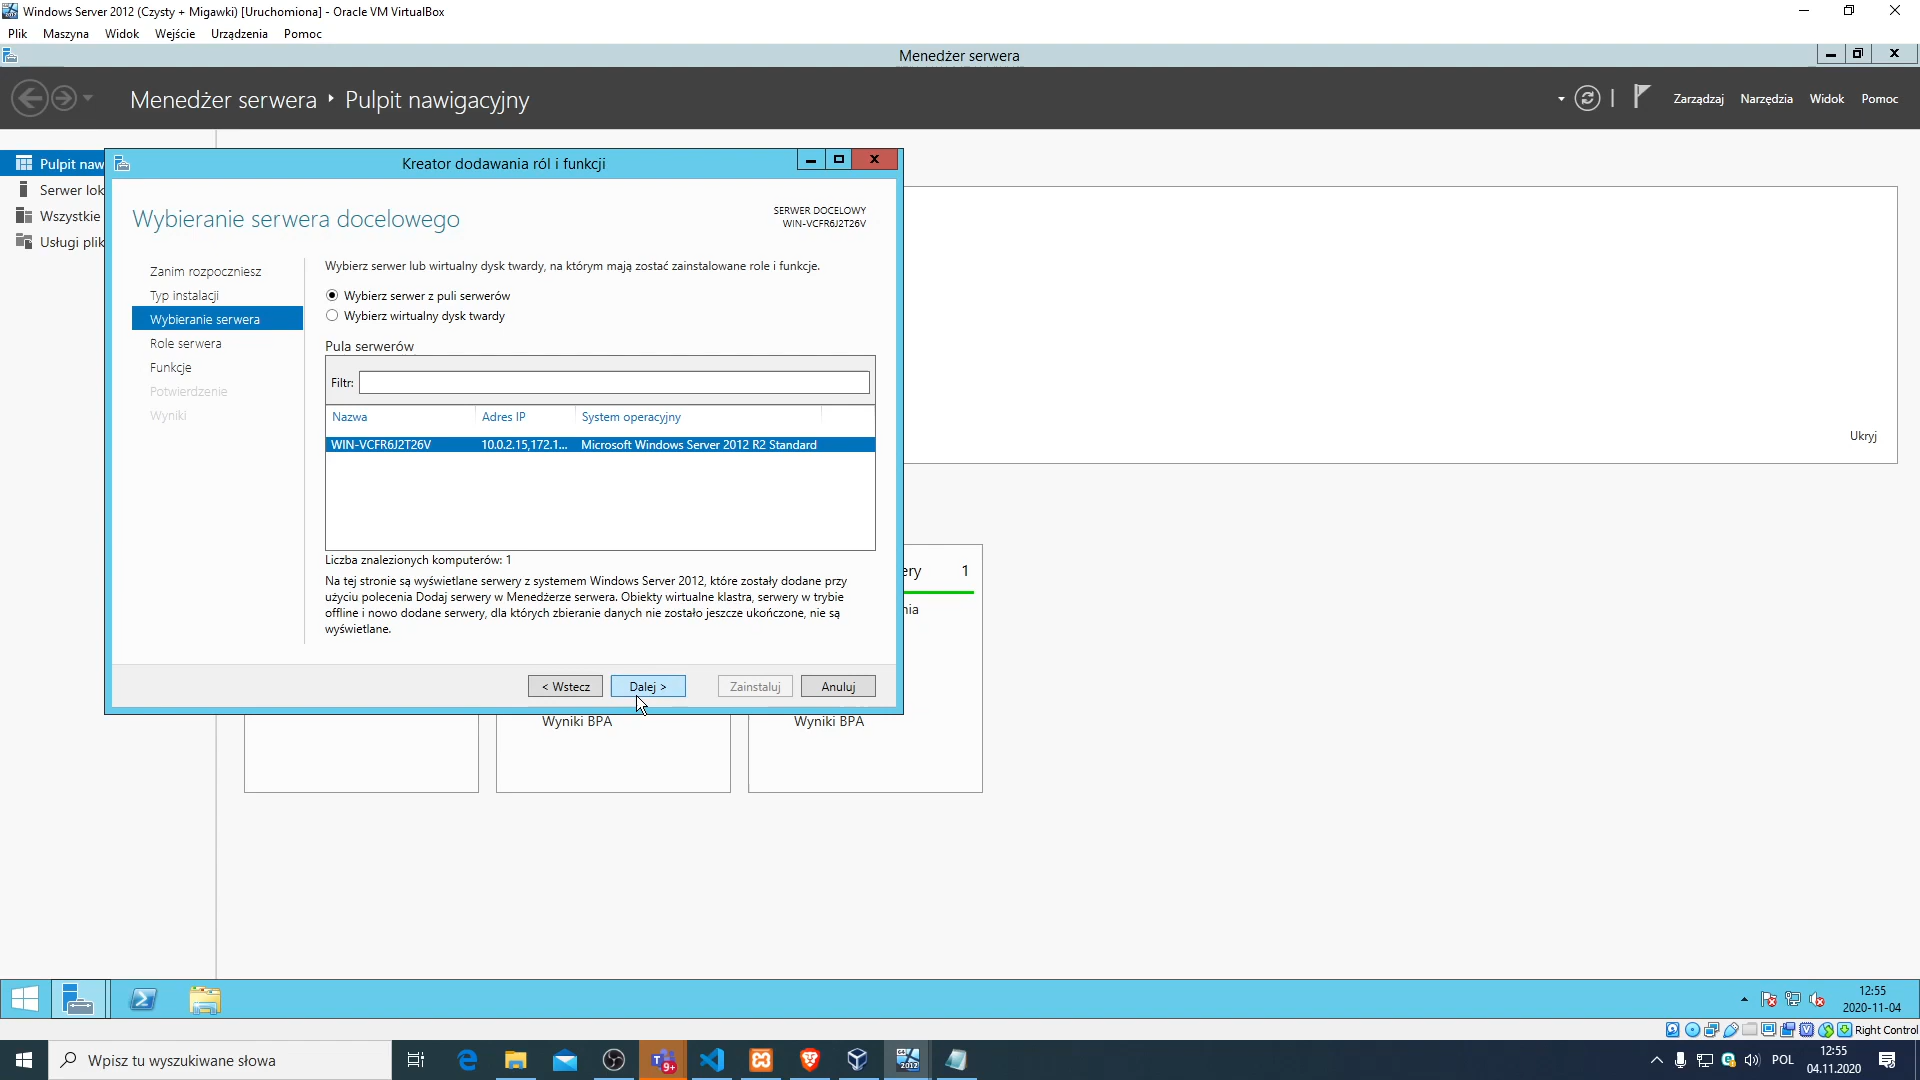 Windows Server 2012 (Czysty + Migawki) [Uruchomiona] - Oracle VM VirtualBox
Plik Maszyna Widok Wejście Urządzenia Pomoc
Menedżer serwera
Menedżer serwera ‣ Pulpit nawigacyjny
Zarządzaj Narzędzia Widok Pomoc
Pulpit naw
Serwer lok
Wszystkie
Usługi plik
Kreator dodawania ról i funkcji
Wybieranie serwera docelowego
SERWER DOCELOWY
WIN-VCFR6J2T26V
Zanim rozpoczniesz
Typ instalacji
Wybieranie serwera
Role serwera
Funkcje
Potwierdzenie
Wyniki
Wybierz serwer lub wirtualny dysk twardy, na którym mają zostać zainstalowane role i funkcje.
Wybierz serwer z puli serwerów
Wybierz wirtualny dysk twardy
Pula serwerów
Filtr:
Nazwa Adres IP System operacyjny
WIN-VCFR6J2T26V 10.0.2.15,172.1... Microsoft Windows Server 2012 R2 Standard
Liczba znalezionych komputerów: 1
Na tej stronie są wyświetlane serwery z systemem Windows Server 2012, które zostały dodane przy
użyciu polecenia Dodaj serwery w Menedżerze serwera. Obiekty wirtualne klastra, serwery w trybie
offline i nowo dodane serwery, dla których zbieranie danych nie zostało jeszcze ukończone, nie są
wyświetlane.
< Wstecz Dalej > Zainstaluj Anuluj
Ukryj
ery 1
nia
Wyniki BPA
Wyniki BPA
12:55
2020-11-04
Right Control
Wpisz tu wyszukiwane słowo
9+
2012
POL
12:55
04.11.2020